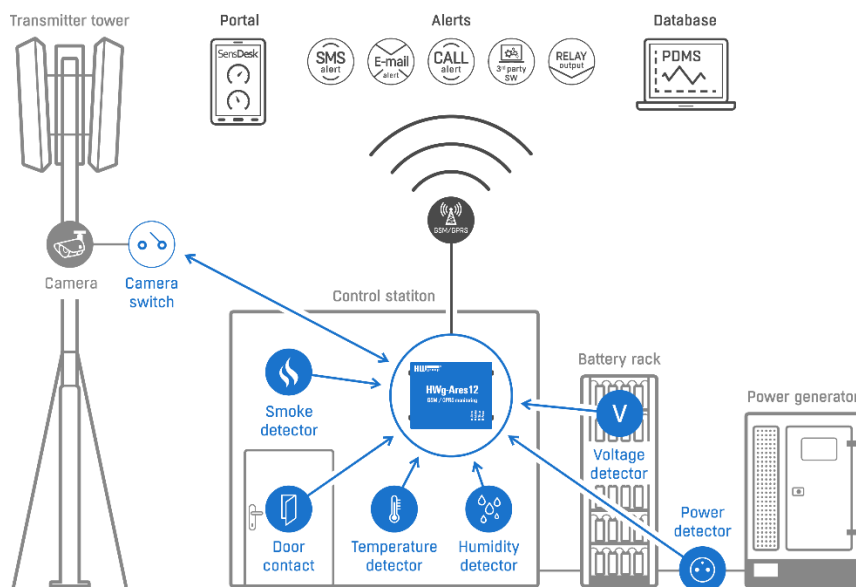 Transmitter tower
Portal
Alerts
Database
SensDesk
SMS
alert
E-mail
alert
CALL
alert
3rd party
SW
RELAY
output
PDMS
GSM/GPRS
Camera
Camera
switch
Control statiton
HWg-Ares12
GSM / GPRS monitoring
Smoke
detector
Battery rack
V
Voltage
detector
Power generator
Power
detector
Door
contact
Temperature
detector
Humidity
detector